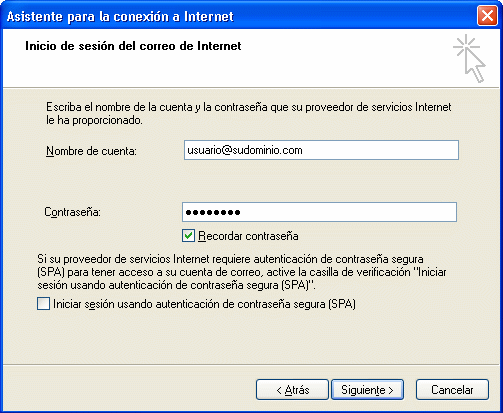 Asistente para la conexión a Internet
Inicio de sesión del correo de Internet
Escriba el nombre de la cuenta y la contraseña que su proveedor de servicios Internet
le ha proporcionado.
Nombre de cuenta: usuario@sudominio.com
Contraseña: ●●●●●●●●
Recordar contraseña
Si su proveedor de servicios Internet requiere autenticación de contraseña segura
(SPA) para tener acceso a su cuenta de correo, active la casilla de verificación "Iniciar
sesión usando autenticación de contraseña segura (SPA)".
Iniciar sesión usando autenticación de contraseña segura (SPA)
< Atrás Siguiente > Cancelar